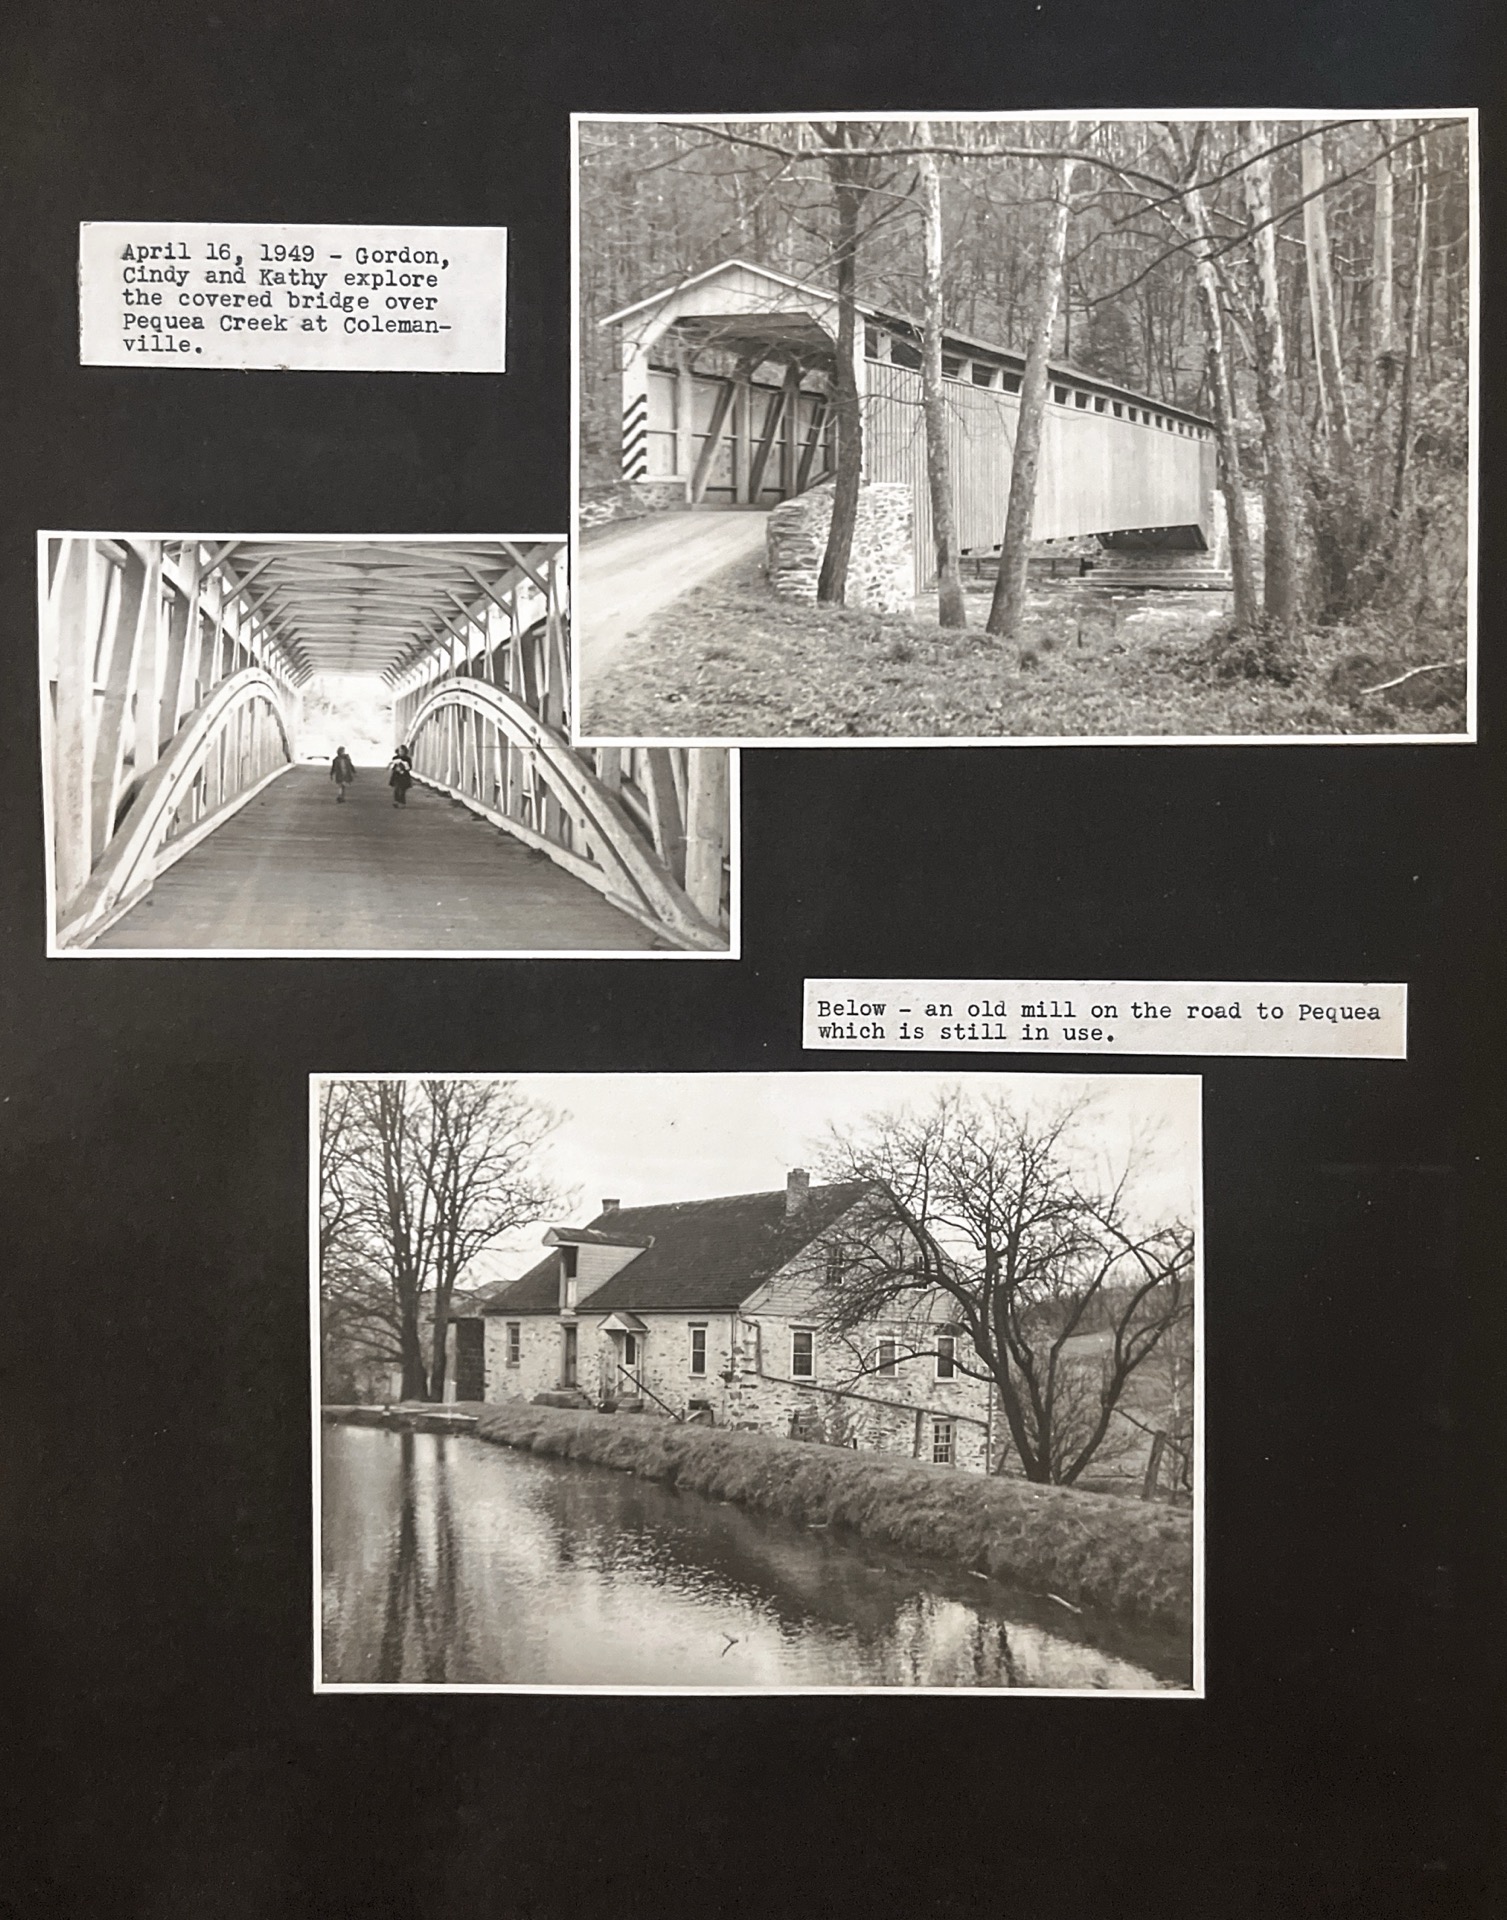 April 16, 1949 - Gordon,
Cindy and Kathy explore
the covered bridge over
Pequea Creek at Coleman-
ville.
Below - an old mill on the road to Pequea
which is still in use.